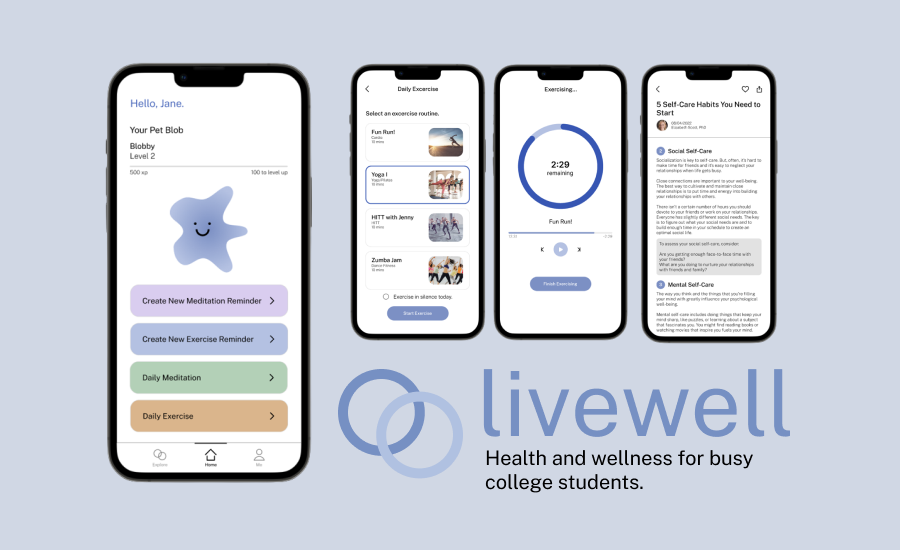 Hello, Jane.
Your Pet Blob
Blobby
Level 2
500 xp
100 to level up
Create New Meditation Reminder
Create New Exercise Reminder
Daily Meditation
Daily Exercise
Explore
Home
Me
Daily Excercise
Select an excercise routine.
Fun Run!
Cardio
10 mins
Yoga I
Yoga/Pilates
10 mins
HITT with Jenny
HITT
10 mins
Zumba Jam
Dance Fitness
10 mins
Exercise in silence today.
Start Exercise
Exercising...
2:29
remaining
Fun Run!
Finish Exercising
5 Self-Care Habits You Need to
Start
Elizabeth Scott, PhD
Social Self-Care
Socialization is key to self-care. But, often, it's hard to
make time for friends and it's easy to neglect your
relationships when life gets busy.
Close connections are important to your well-being.
The best way to cultivate and maintain close
relationships is to put time and energy into building
your relationships with others.
There isn't a certain number of hours you should
devote to your friends or work on your relationships.
Everyone has slightly different social needs. The key
is to figure out what your social needs are and to
build enough time in your schedule to create an
optimal social life.
To assess your social self-care, consider:
Are you getting enough face-to-face time with
your friends?
What are you doing to nurture your relationships
with friends and family?
Mental Self-Care
The way you think and the things that you're filling
your mind with greatly influence your psychological
well-being.
Mental self-care includes doing things that keep your
mind sharp, like puzzles, or learning about a subject
that fascinates you. You might find reading books or
watching movies that inspire you fuels your mind.
livewell
Health and wellness for busy
college students.